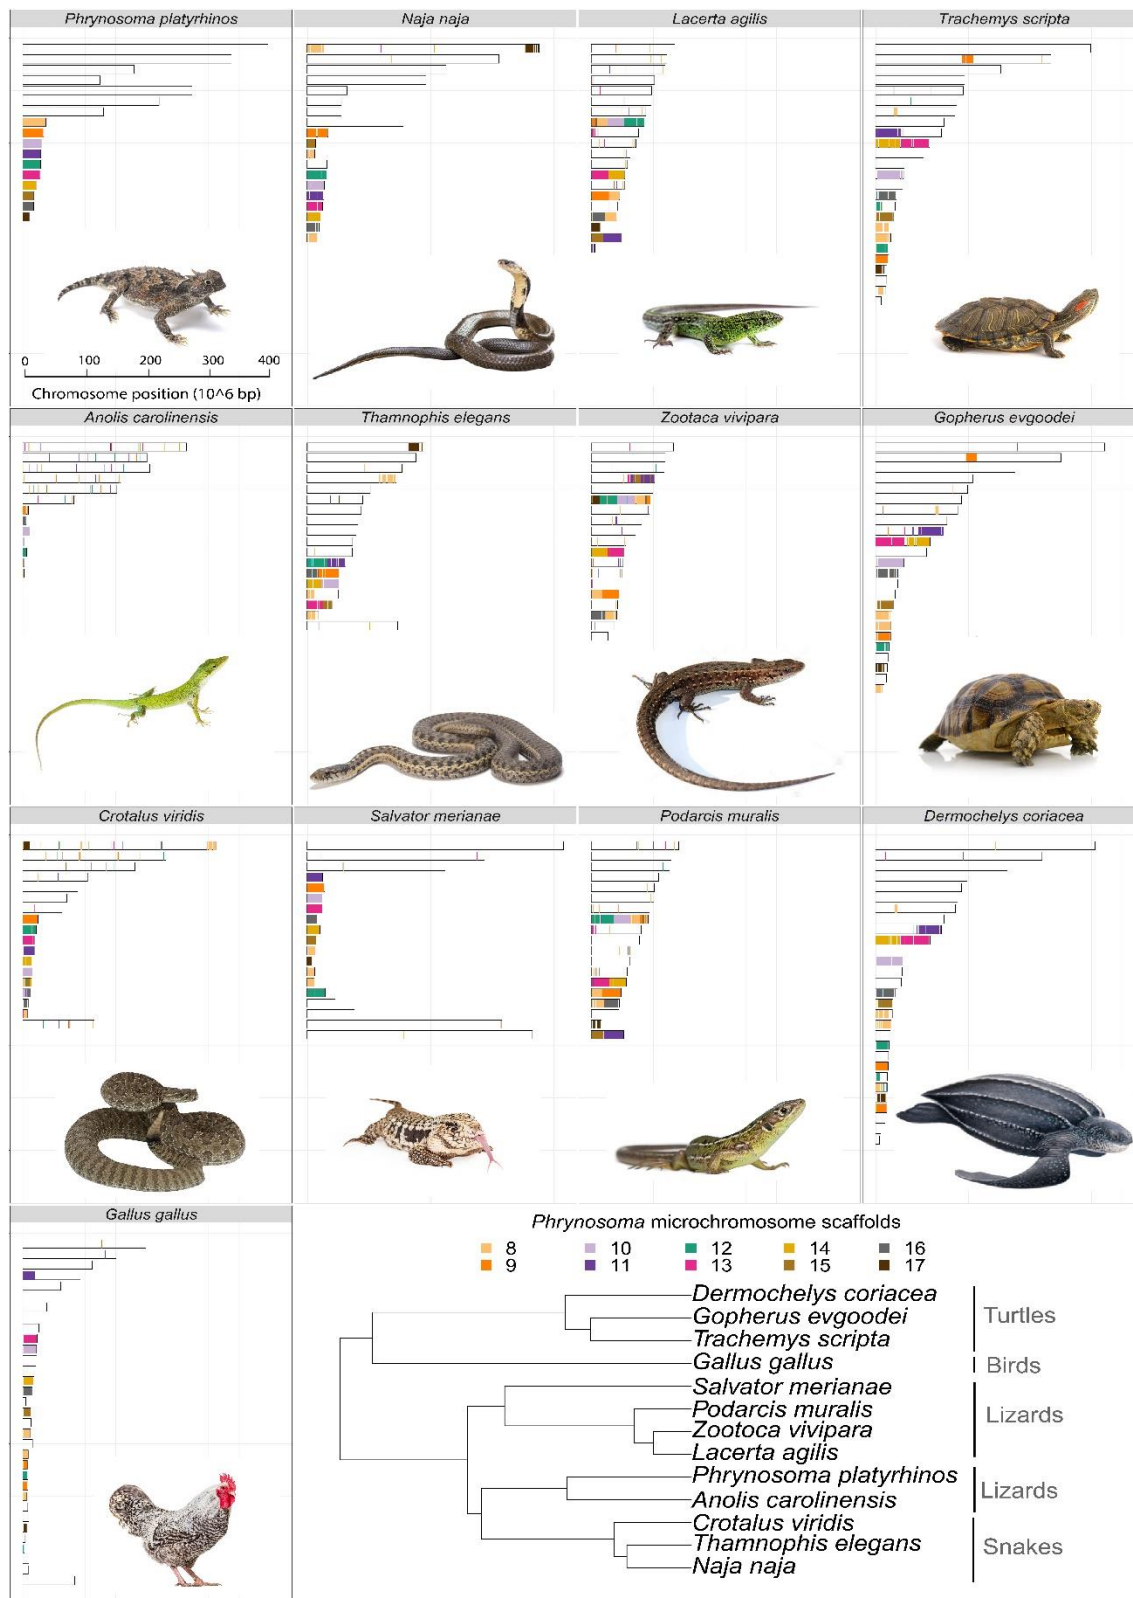 Phrynosoma platyrhinos
Naja naja
Lacerta agilis
Trachemys scripta
0 100 200 300 400
Chromosome position (10^6 bp)
Anolis carolinensis
Thamnophis elegans
Zootaca vivipara
Gopherus evgoodei
Crotalus viridis
Salvator merianae
Podarcis muralis
Dermochelys coriacea
Gallus gallus
Phrynosoma microchromosome scaffolds
8 10 12 14 16
9 11 13 15 17
Dermochelys coriacea
Gopherus evgoodei
Trachemys scripta
Turtles
Gallus gallus
Birds
Salvator merianae
Podarcis muralis
Zootoca vivipara
Lacerta agilis
Lizards
Phrynosoma platyrhinos
Anolis carolinensis
Lizards
Crotalus viridis
Thamnophis elegans
Naja naja
Snakes